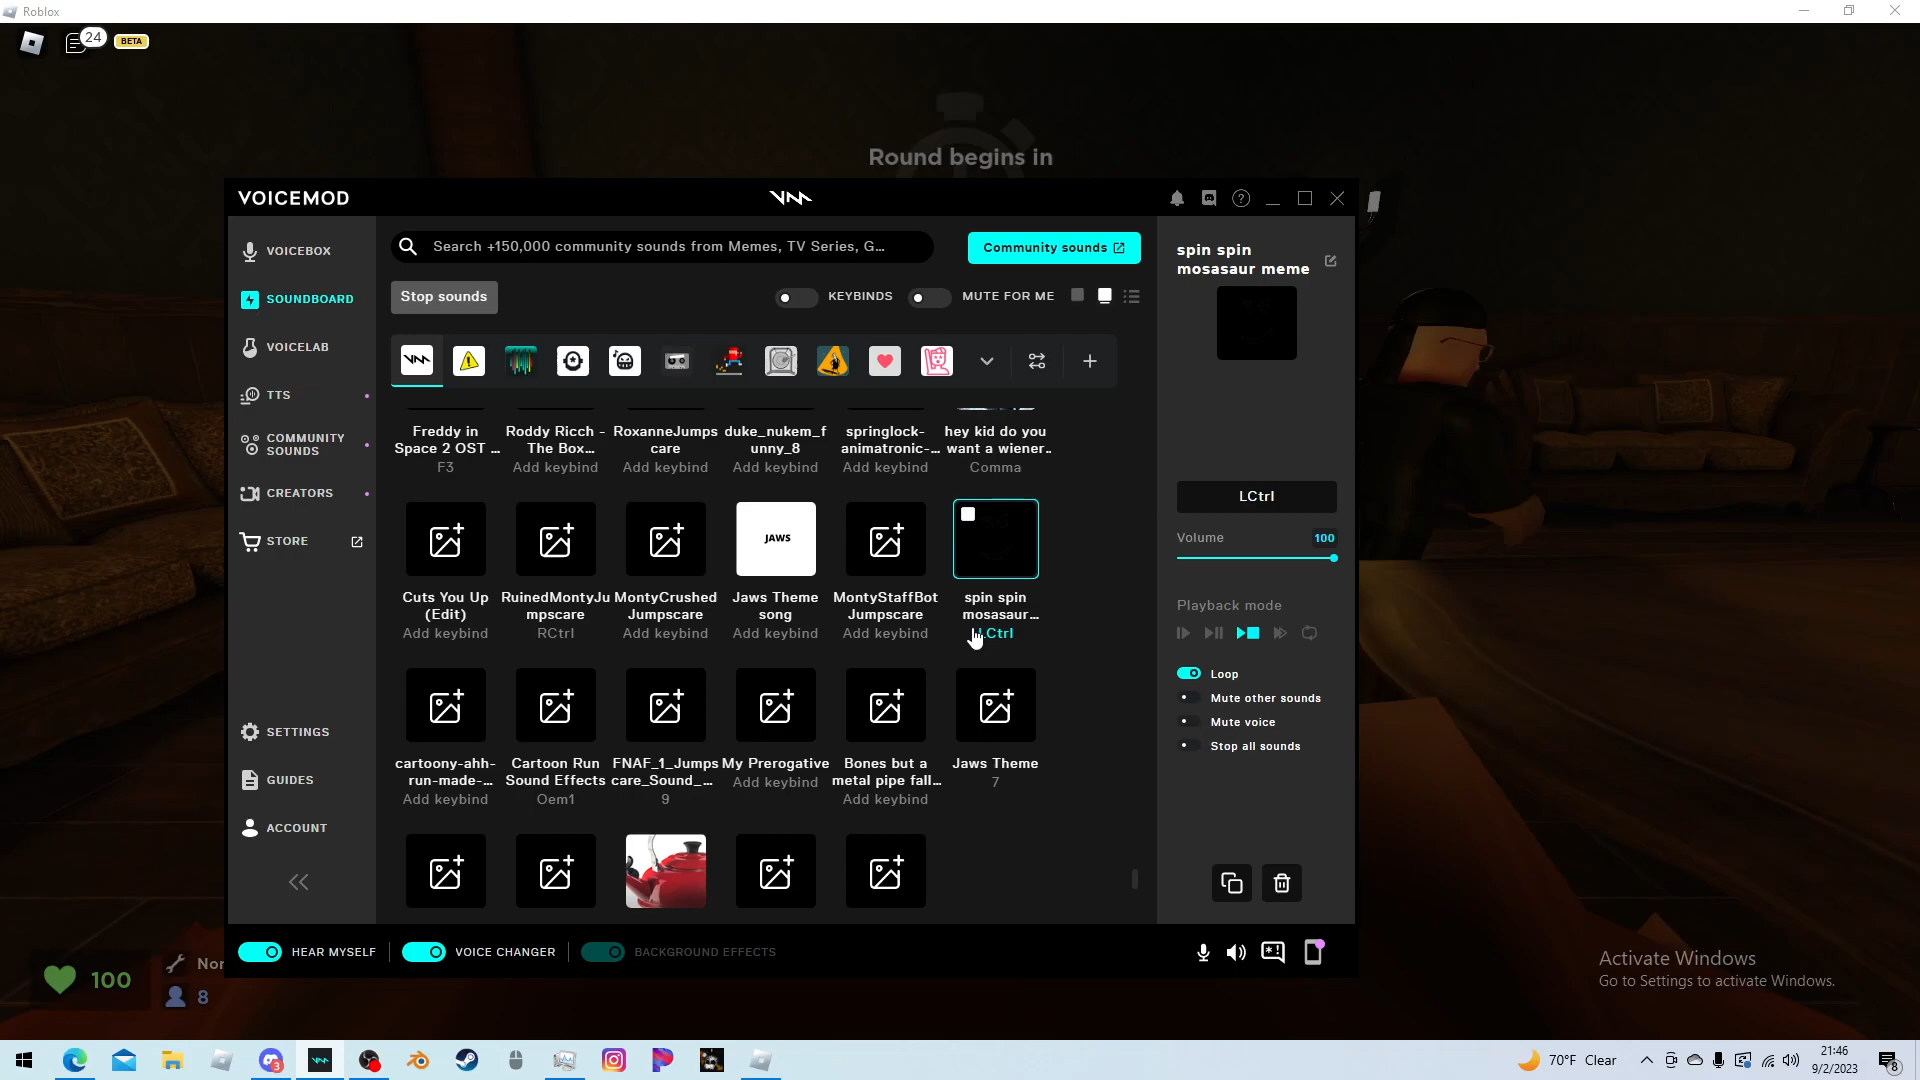 Roblox
24
BETA
Round begins in
VOICEMOD
VOICEBOX
SOUNDBOARD
VOICELAB
TTS
COMMUNITY
SOUNDS
CREATORS
STORE
SETTINGS
GUIDES
ACCOUNT
Search +150,000 community sounds from Memes, TV Series, G...
Community sounds
Stop sounds
KEYBINDS
MUTE FOR ME
Freddy in
Space 2 OST ...
F3
Roddy Ricch -
The Box...
Add keybind
RoxanneJumps
care
Add keybind
duke_nukem_f
unny_8
Add keybind
springlock-
animatronic-...
Add keybind
hey kid do you
want a wiener..
Comma
JAWS
Cuts You Up
(Edit)
Add keybind
RuinedMontyJu
mpscare
RCtrl
MontyCrushed
Jumpscare
Add keybind
Jaws Theme
song
Add keybind
MontyStaffBot
Jumpscare
Add keybind
spin spin
mosasaur...
LCtrl
cartoony-ahh-
run-made-...
Add keybind
Cartoon Run
Sound Effects
Oem1
FNAF_1_Jumps
care_Sound_...
9
My Prerogative
Add keybind
Bones but a
metal pipe fall...
Add keybind
Jaws Theme
7
spin spin
mosasaur meme
LCtrl
Volume 100
Playback mode
Loop
Mute other sounds
Mute voice
Stop all sounds
HEAR MYSELF
VOICE CHANGER
BACKGROUND EFFECTS
100
Nor
8
Activate Windows
Go to Settings to activate Windows.
3
70°F Clear
21:46
9/2/2023
8